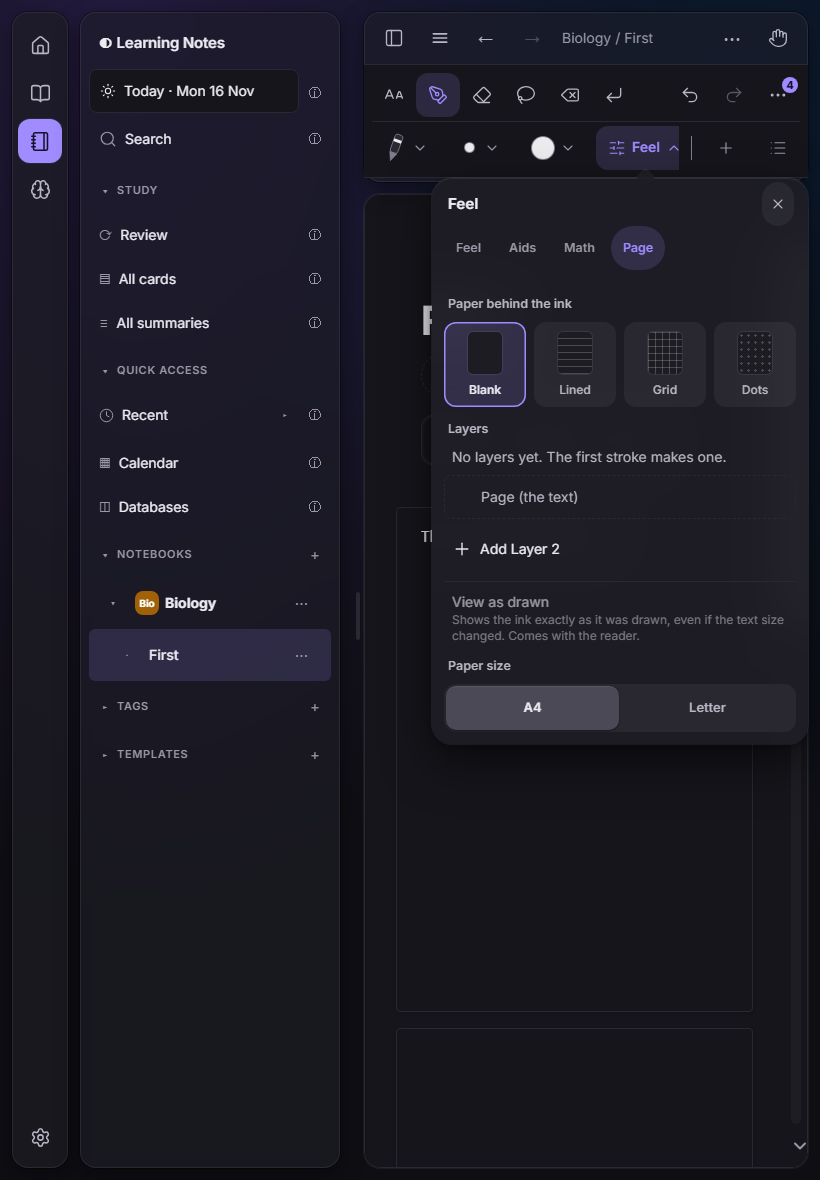 Learning Notes
Today · Mon 16 Nov
Search
STUDY
Review
All cards
All summaries
QUICK ACCESS
Recent
Calendar
Databases
NOTEBOOKS
Bio Biology
First
TAGS
TEMPLATES
Biology / First
AA
4
Feel
Feel
Feel Aids Math Page
Paper behind the ink
Blank Lined Grid Dots
Layers
No layers yet. The first stroke makes one.
Page (the text)
Add Layer 2
View as drawn
Shows the ink exactly as it was drawn, even if the text size
changed. Comes with the reader.
Paper size
A4 Letter